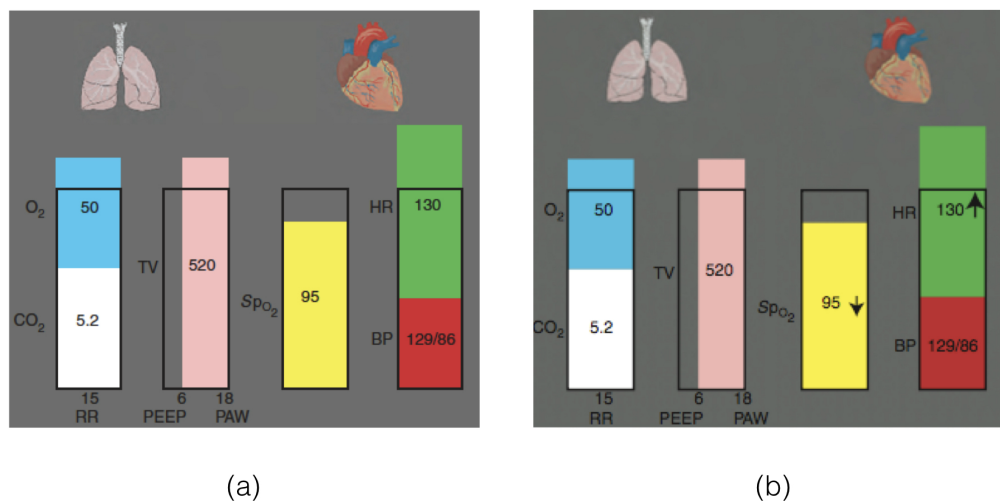 O₂
50
HR
130
TV
520
SpO₂
95
CO₂
5.2
BP
129/86
15
6
18
RR
PEEP
PAW
(a)
O₂
50
HR
130
TV
520
SpO₂
95
CO₂
5.2
BP
129/86
15
6
18
RR
PEEP
PAW
(b)